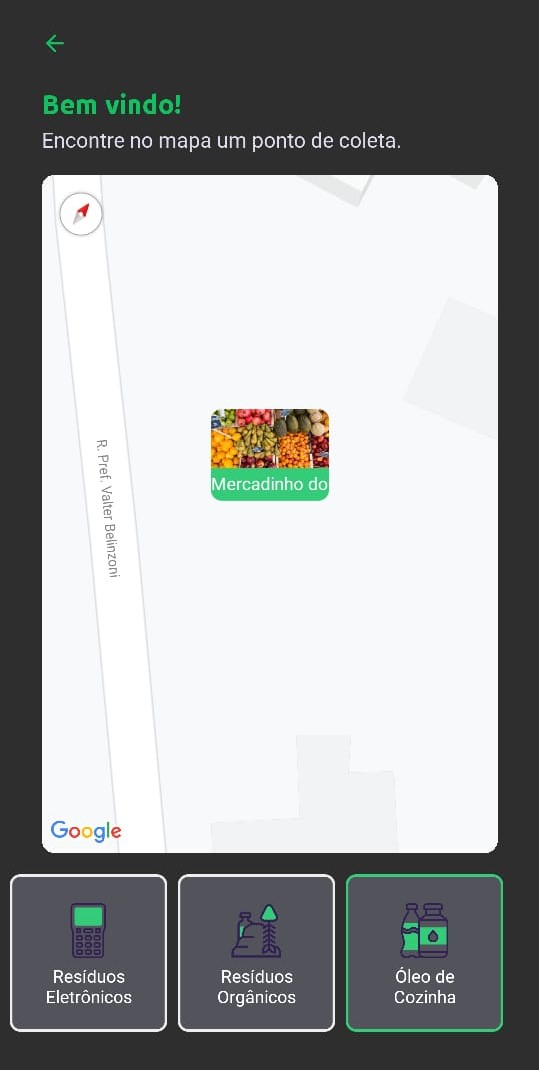 Bem vindo!
Encontre no mapa um ponto de coleta.
R. Pref. Valter Belinzoni
Mercadinho do
Google
Resíduos
Eletrônicos
Resíduos
Orgânicos
Óleo de
Cozinha